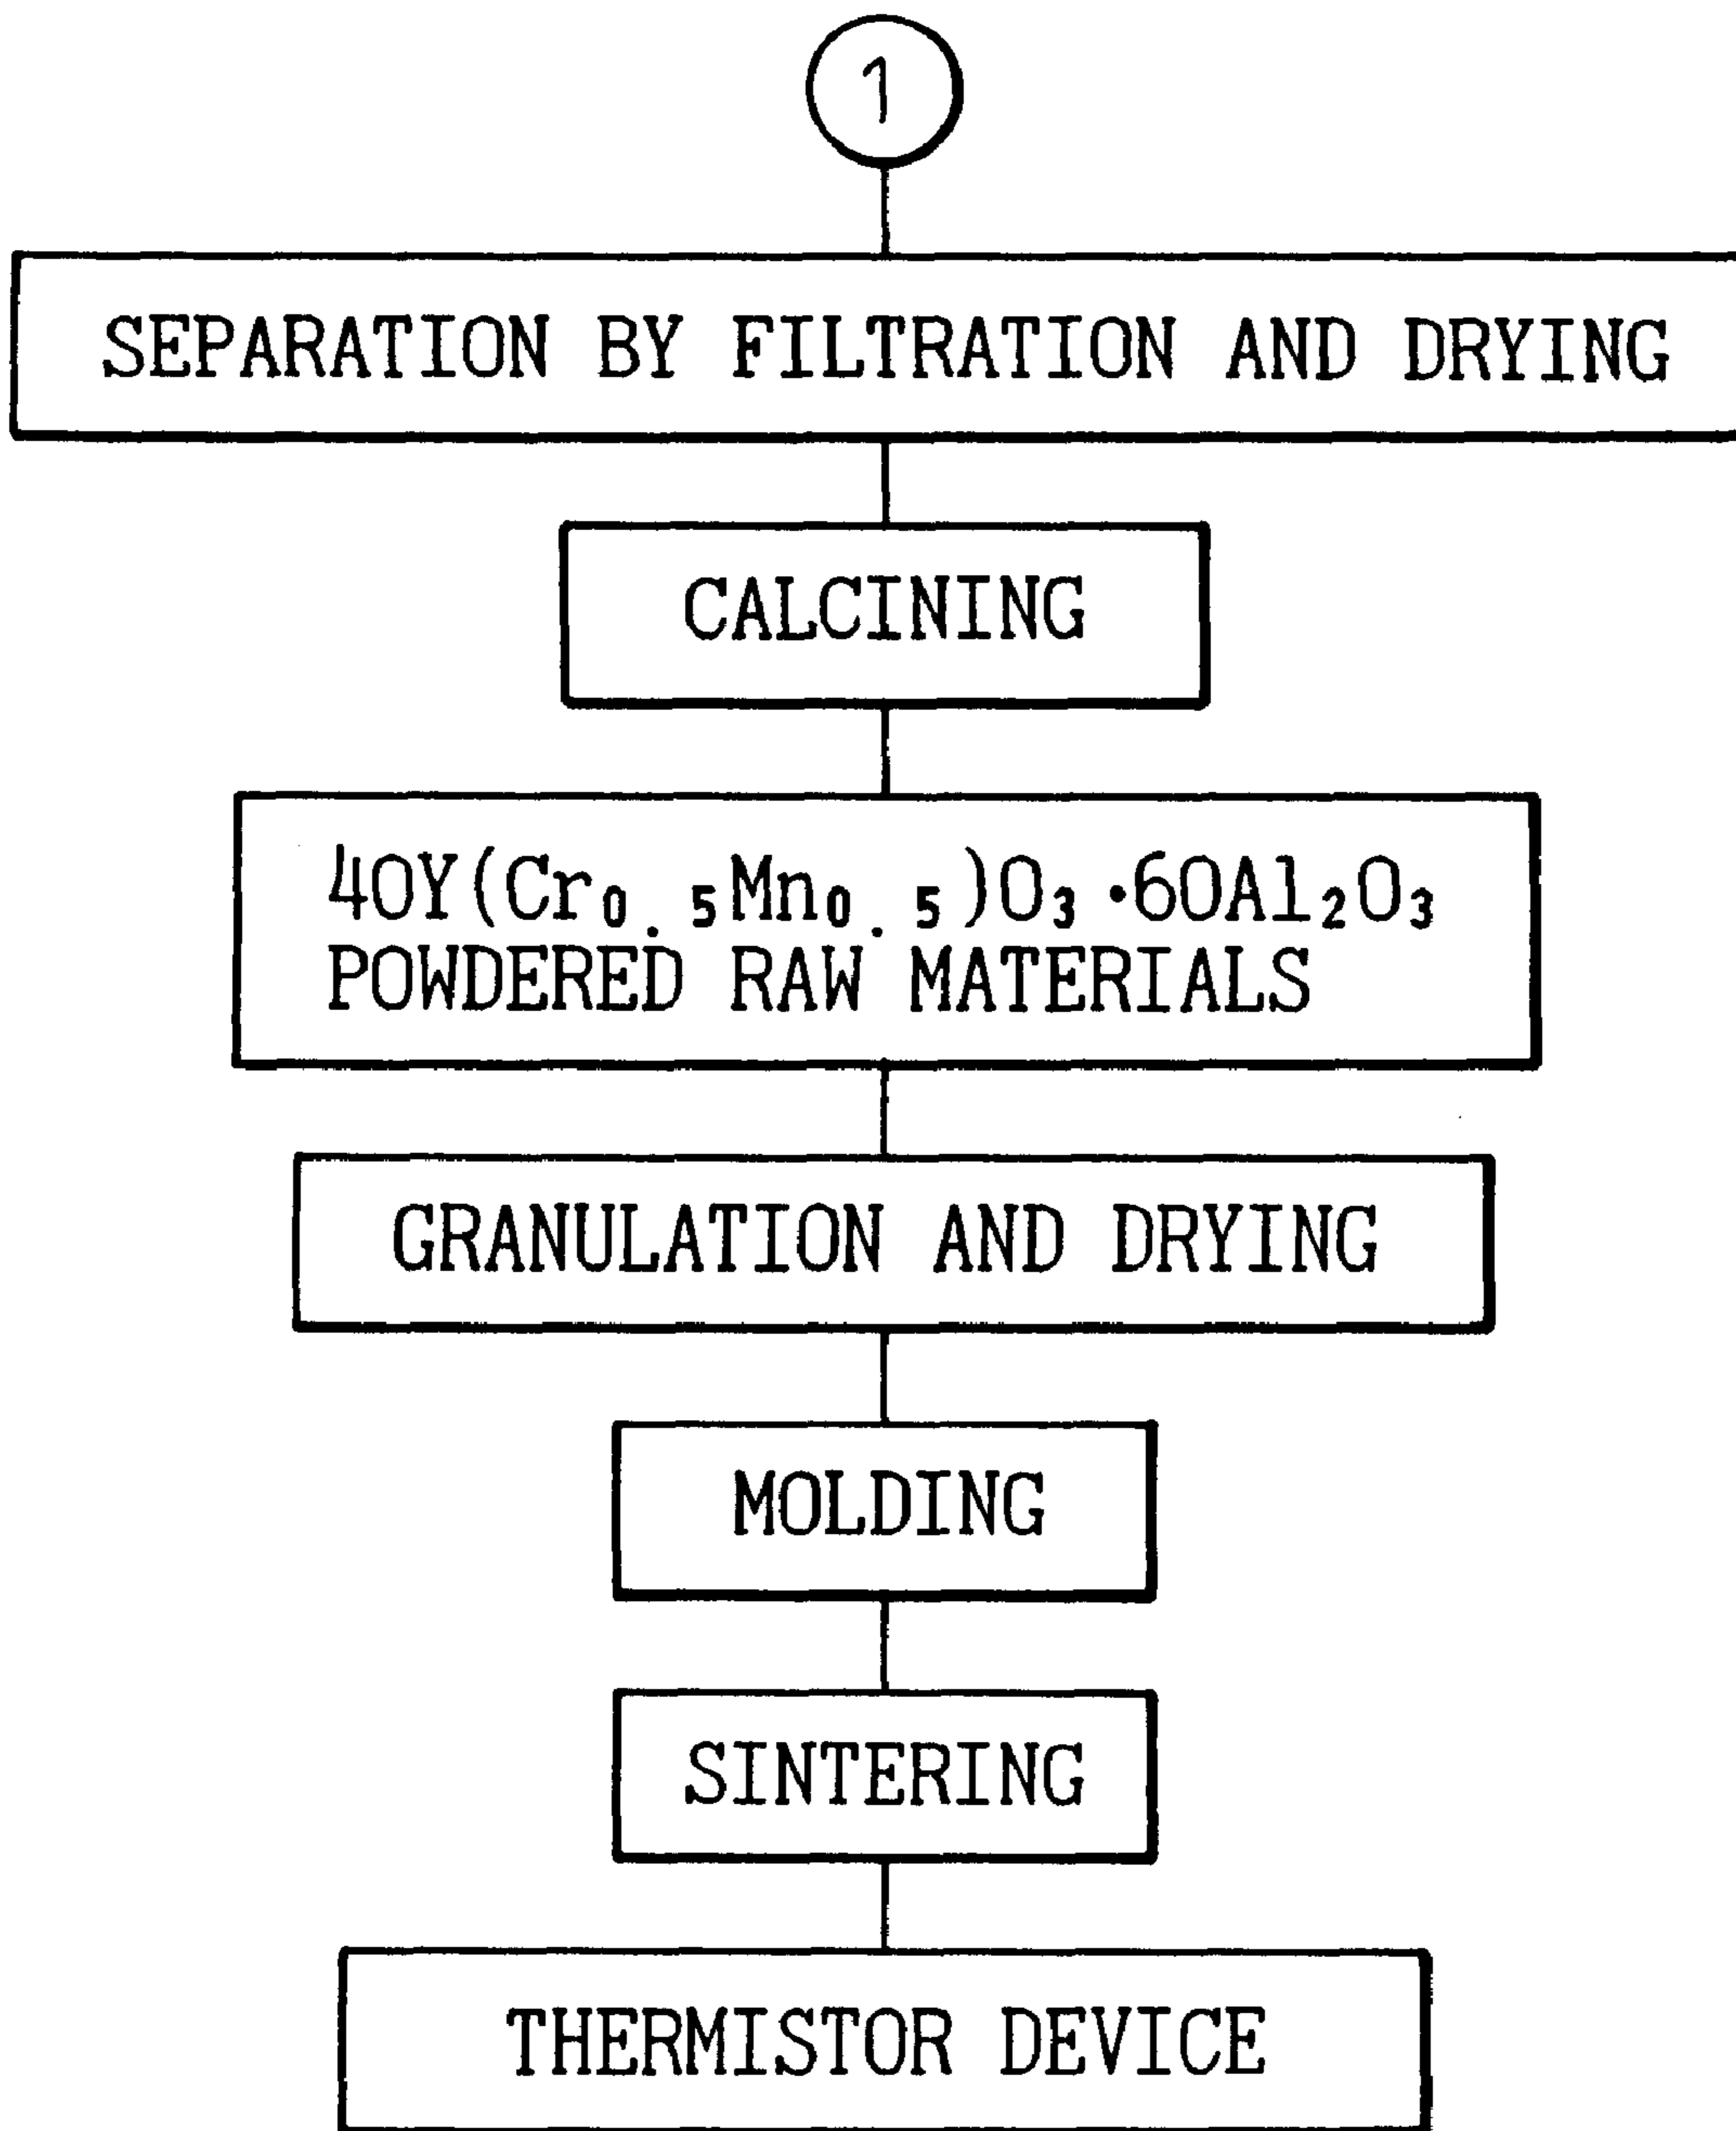 1
SEPARATION BY FILTRATION AND DRYING
CALCINING
40Y(Cr₀.₅Mn₀.₅)O₃·60Al₂O₃
POWDERED RAW MATERIALS
GRANULATION AND DRYING
MOLDING
SINTERING
THERMISTOR DEVICE